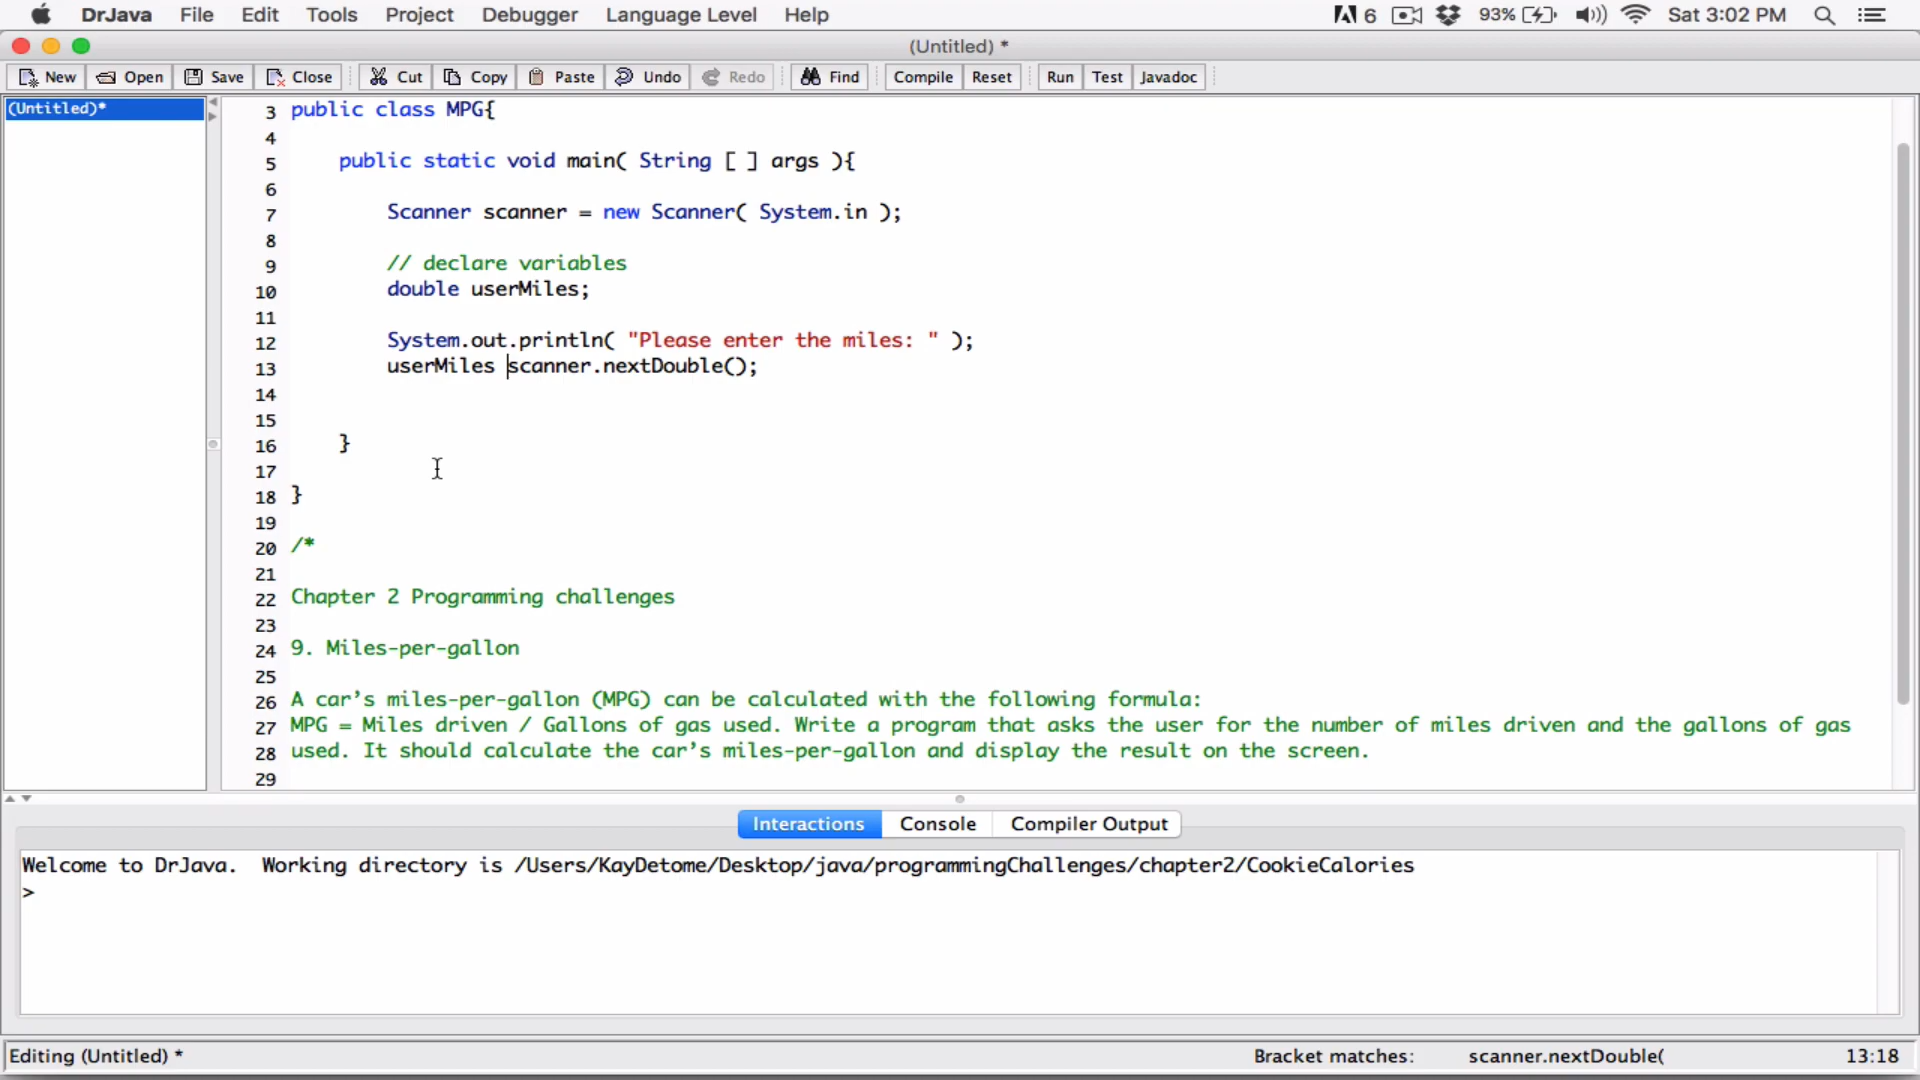 DrJava File Edit Tools Project Debugger Language Level Help 6 93% Sat 3:02 PM
(Untitled) *
New Open Save Close Cut Copy Paste Undo Redo Find Compile Reset Run Test Javadoc
(Untitled)*
3 public class MPG{
4
5 public static void main( String [ ] args ){
6
7 Scanner scanner = new Scanner( System.in );
8
9 // declare variables
10 double userMiles;
11
12 System.out.println( "Please enter the miles: " );
13 userMiles scanner.nextDouble();
14
15
16 }
17
18 }
19
20 /*
21
22 Chapter 2 Programming challenges
23
24 9. Miles-per-gallon
25
26 A car’s miles-per-gallon (MPG) can be calculated with the following formula:
27 MPG = Miles driven / Gallons of gas used. Write a program that asks the user for the number of miles driven and the gallons of gas
28 used. It should calculate the car’s miles-per-gallon and display the result on the screen.
29
Interactions Console Compiler Output
Welcome to DrJava. Working directory is /Users/KayDetome/Desktop/java/programmingChallenges/chapter2/CookieCalories
>
Editing (Untitled) * Bracket matches: scanner.nextDouble( 13:18